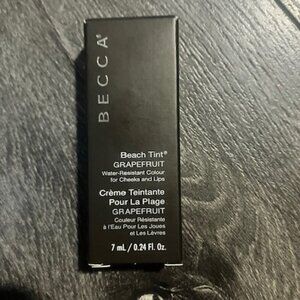 BECCA®
Beach Tint®
GRAPEFRUIT
Water-Resistant Colour
for Cheeks and Lips
Crème Teintante
Pour La Plage
GRAPEFRUIT
Couleur Résistante
à l'Eau Pour Les Joues
et Les Lèvres
7 mL / 0.24 Fl. Oz.